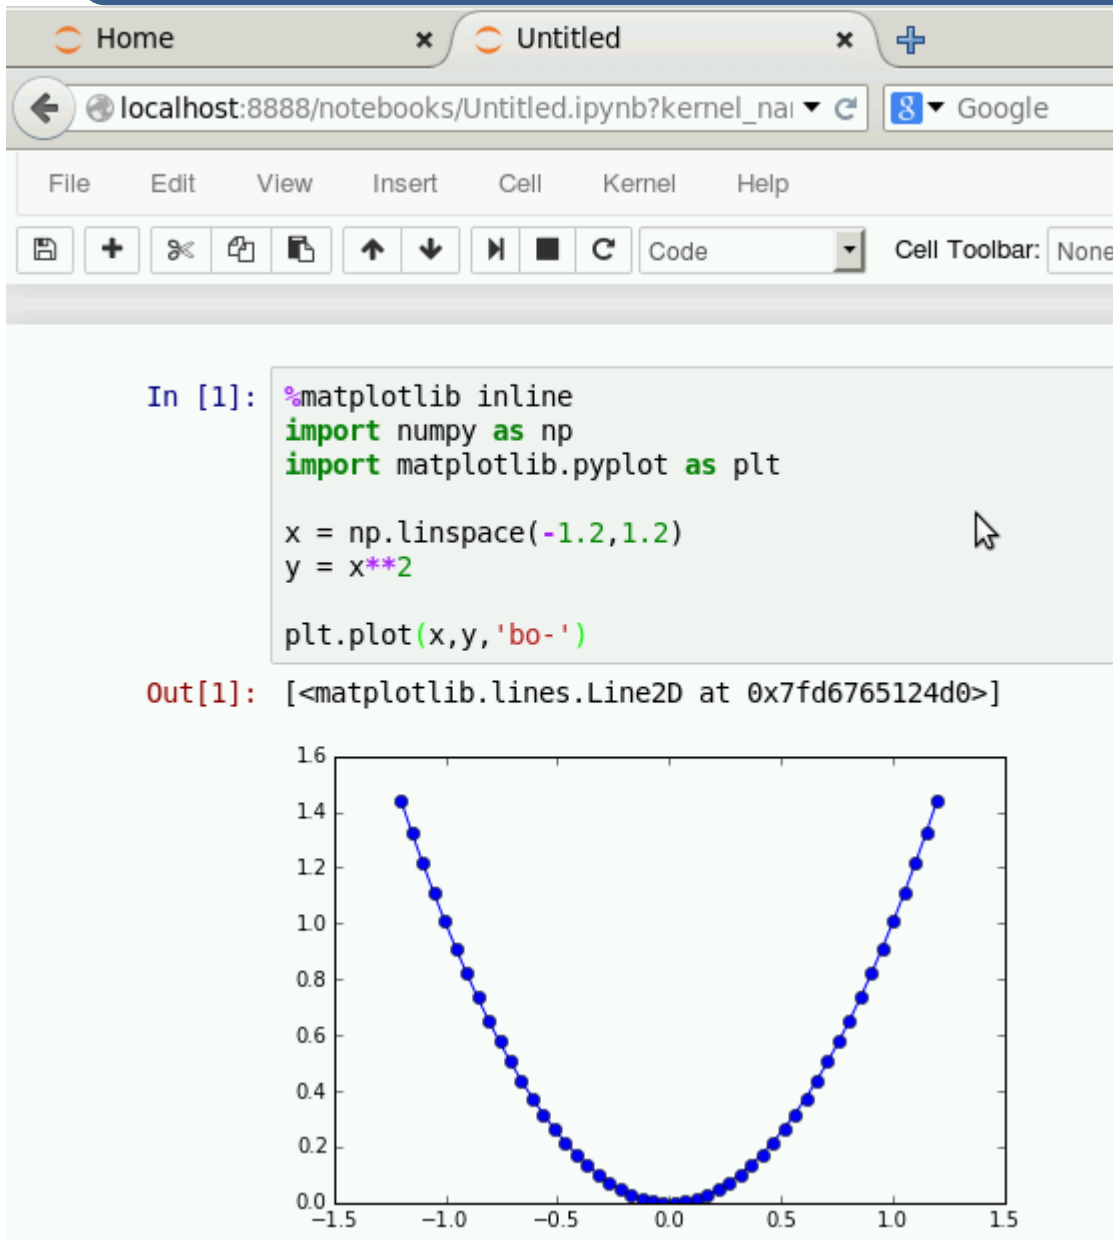 Home Untitled
localhost:8888/notebooks/Untitled.ipynb?kernel_nar Google
File Edit View Insert Cell Kernel Help
Code Cell Toolbar: None
In [1]: %matplotlib inline
import numpy as np
import matplotlib.pyplot as plt
x = np.linspace(-1.2,1.2)
y = x**2
plt.plot(x,y,'bo-')
Out[1]: [<matplotlib.lines.Line2D at 0x7fd6765124d0>]
1.6
1.4
1.2
1.0
0.8
0.6
0.4
0.2
0.0
−1.5 −1.0 −0.5 0.0 0.5 1.0 1.5